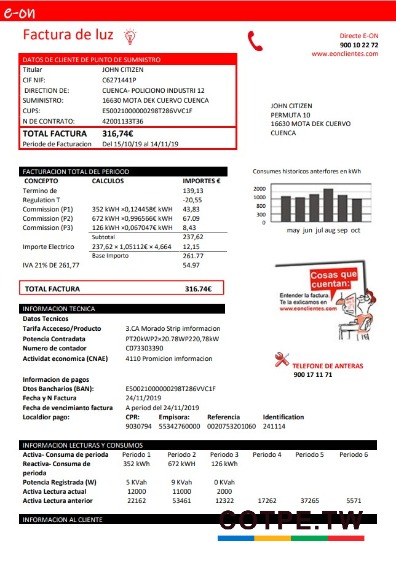 e-on
Factura de luz
Directe E-ON
900 10 22 72
www.eonclientes.com
DATOS DE CLIENTE DE PUNTO DE SUMINISTRO
Titular JOHN CITIZEN
CIF NIF: C6271441P
DIRECTION DE: CUENCA- POLICIONO INDUSTRI 12
SUMINISTRO: 16630 MOTA DEK CUERVO CUENCA
CUPS: E50021000000298T286VVC1F
N DE CONTRATO: 42001133T36
TOTAL FACTURA 316,74€
Periode de Facturacion Del 15/10/19 al 14/11/19
JOHN CITIZEN
PERMUTA 10
16630 MOTA DEK CUERVO
CUENCA
FACTURACION TOTAL DEL PERIODO
CONCEPTO CALCULOS IMPORTES €
Termino de 139,13
Regulation T -20,55
Commission (P1) 352 kWH ×0,124458€ kWH 43,83
Commission (P2) 672 kWH ×0,996566€ kWH 67.09
Commission (P3) 126 kWH ×0,067047€ kWH 8,43
Subtotal 237,62
Importe Electrico 237,62 × 1,05112€ × 4,664 12,15
Base Importo 261.77
IVA 21% DE 261,77 54.97
TOTAL FACTURA 316.74€
Consumes historicos anterfores en kWh
2000
1500
1000
500
0
may jun jul aug sep oct
Cosas que cuentan:
Entender la factura.
Te la explicamos en
www.eonclientes.com
INFORMACION TECNICA
Datos Tecnicos
Tarifa Acceceso/Producto 3.CA Morado Strip imformacion
Potencia Contradata PT20kWP2×20.78WP220,78kW
Numero de contador C073303390
Actividat economica (CNAE) 4110 Promicion imformacion
TELEFONE DE ANTERAS
900 17 11 71
Informacion de pagos
Dtos Bancharios (BAN): E50021000000298T286VVC1F
Fecha y N Factura 24/11/2019
Fecha de vencimiento factura A period del 24/11/2019
Localdior pago: CPR: Empisora: Referencia Identification
9030794 55342760000 0020753201060 241114
INFORMACION LECTURAS Y CONSUMOS
Activa- Consuma de perioda Periodo 1 Periodo 2 Periodo 3 Periodo 4 Periodo 5 Periodo 6
Reactiva- Consuma de perioda 352 kWh 672 kWH 126 kWH
Potencia Registrada (W) 5 KVah 9 KVah 0 KVah
Activa Lectura actual 12000 11000 2000
Activa Lectura anterior 22162 53461 12322 17262 37265 5571
INFORMACION AL CLIENTE
GOTPE.TW